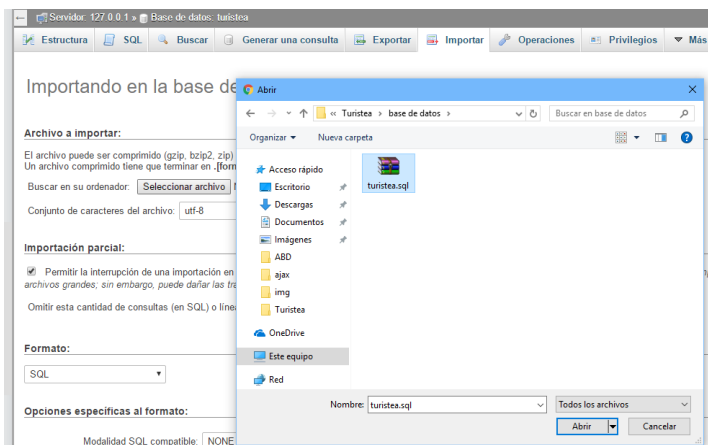 Servidor: 127.0.0.1 » Base de datos: turistea
Estructura SQL Buscar Generar una consulta Exportar Importar Operaciones Privilegios Más
Importando en la base de
Abrir
« Turistea › base de datos ›
Buscar en base de datos
Organizar Nueva carpeta
Archivo a importar:
El archivo puede ser comprimido (gzip, bzip2, zip)
Un archivo comprimido tiene que terminar en .[form
Buscar en su ordenador: Seleccionar archivo
Conjunto de caracteres del archivo: utf-8
Importación parcial:
Permitir la interrupción de una importación en
archivos grandes; sin embargo, puede dañar las tra
Omitir esta cantidad de consultas (en SQL) o líne
Formato:
SQL
Opciones específicas al formato:
Modalidad SQL compatible: NONE
Acceso rápido
Escritorio
Descargas
Documentos
Imágenes
ABD
ajax
img
Turistea
OneDrive
Este equipo
Red
turistea.sql
Nombre: turistea.sql
Todos los archivos
Abrir Cancelar